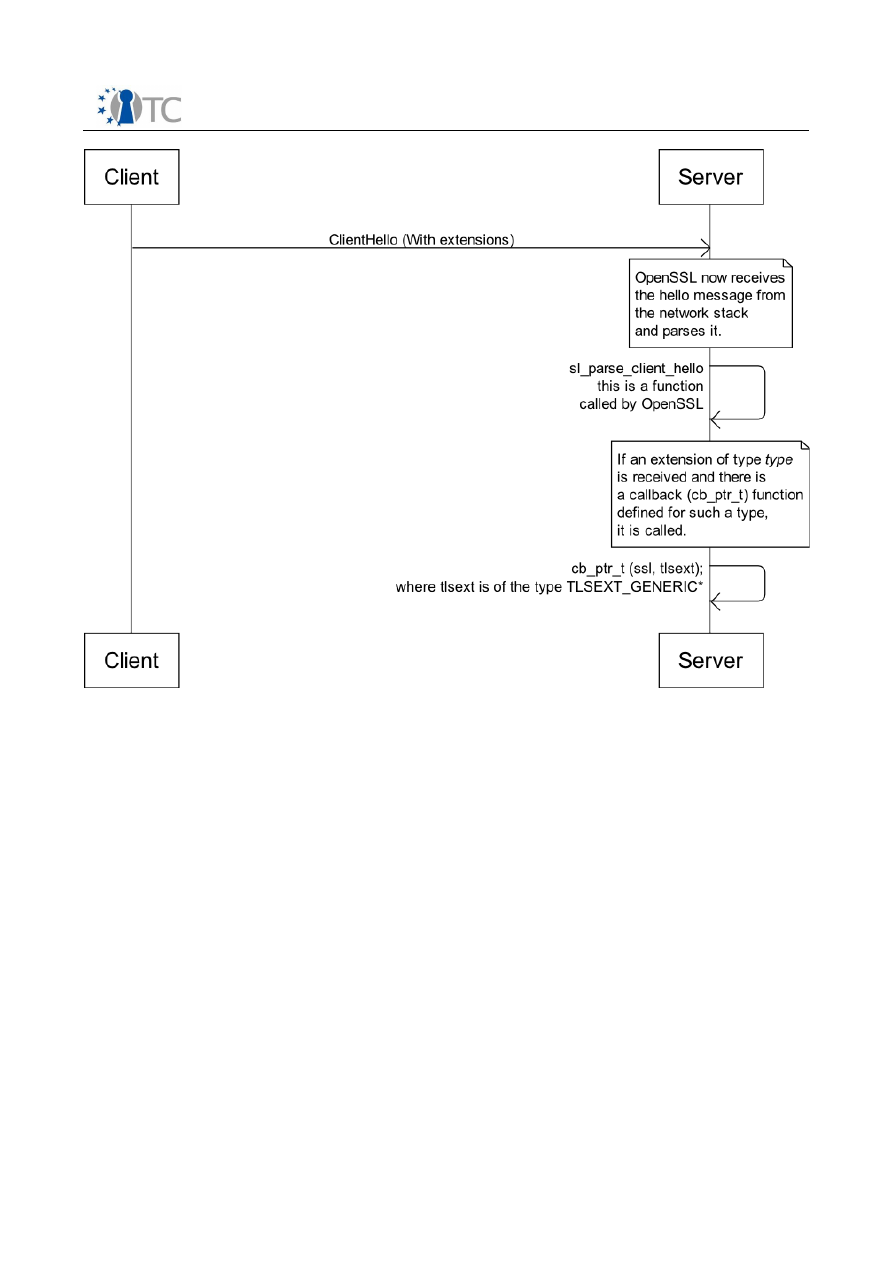 TC
Client
Server
ClientHello (With extensions)
OpenSSL now receives
the hello message from
the network stack
and parses it.
sl_parse_client_hello
this is a function
called by OpenSSL
If an extension of type type
is received and there is
a callback (cb_ptr_t) function
defined for such a type,
it is called.
cb_ptr_t (ssl, tlsext);
where tlsext is of the type TLSEXT_GENERIC*
Client
Server